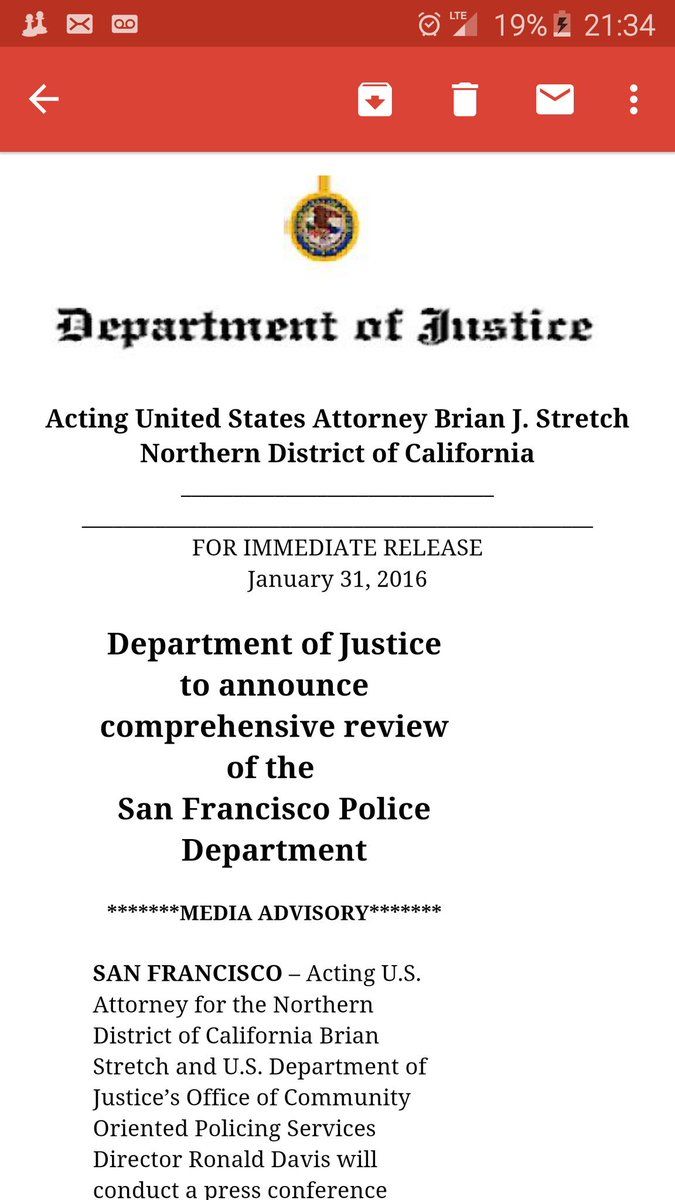 LTE 19% 21:34
Department of Justice
Acting United States Attorney Brian J. Stretch
Northern District of California
FOR IMMEDIATE RELEASE
January 31, 2016
Department of Justice
to announce
comprehensive review
of the
San Francisco Police
Department
*******MEDIA ADVISORY*******
SAN FRANCISCO – Acting U.S.
Attorney for the Northern
District of California Brian
Stretch and U.S. Department of
Justice’s Office of Community
Oriented Policing Services
Director Ronald Davis will
conduct a press conference